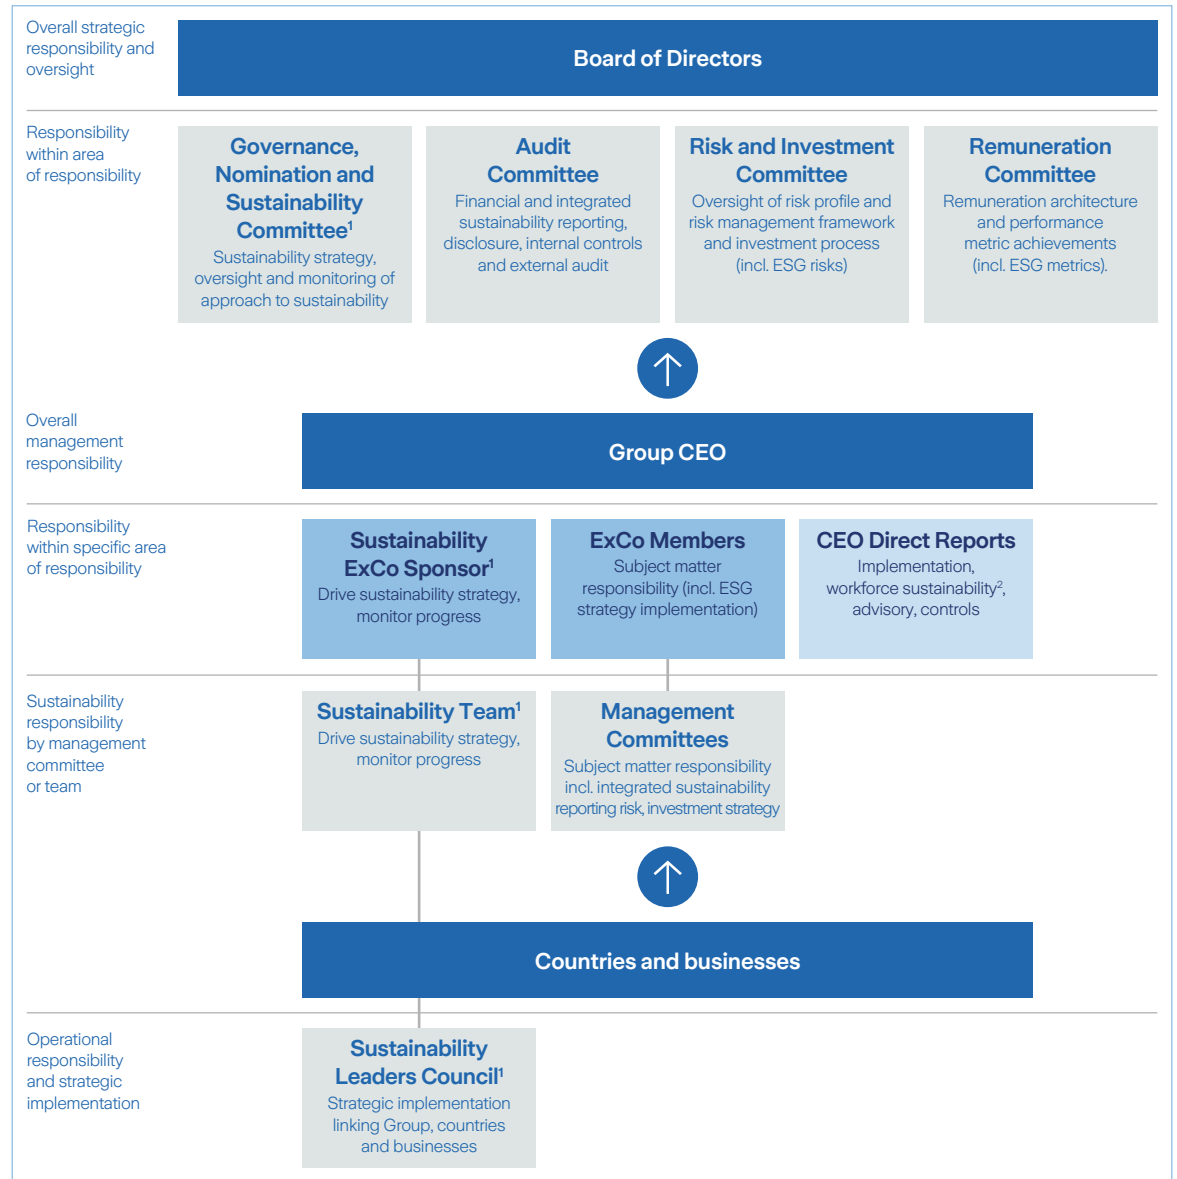 Overall strategic
responsibility and
oversight
Board of Directors
Responsibility
within area
of responsibility
Governance,
Nomination and
Sustainability
Committee¹
Sustainability strategy,
oversight and monitoring of
approach to sustainability
Audit
Committee
Financial and integrated
sustainability reporting,
disclosure, internal controls
and external audit
Risk and Investment
Committee
Oversight of risk profile and
risk management framework
and investment process
(incl. ESG risks)
Remuneration
Committee
Remuneration architecture
and performance
metric achievements
(incl. ESG metrics).
Overall
management
responsibility
Group CEO
Responsibility
within specific area
of responsibility
Sustainability
ExCo Sponsor¹
Drive sustainability strategy,
monitor progress
ExCo Members
Subject matter
responsibility (incl. ESG
strategy implementation)
CEO Direct Reports
Implementation,
workforce sustainability²,
advisory, controls
Sustainability
responsibility
by management
committee
or team
Sustainability Team¹
Drive sustainability strategy,
monitor progress
Management
Committees
Subject matter responsibility
incl. integrated sustainability
reporting risk, investment strategy
Countries and businesses
Operational
responsibility
and strategic
implementation
Sustainability
Leaders Council¹
Strategic implementation
linking Group, countries
and businesses